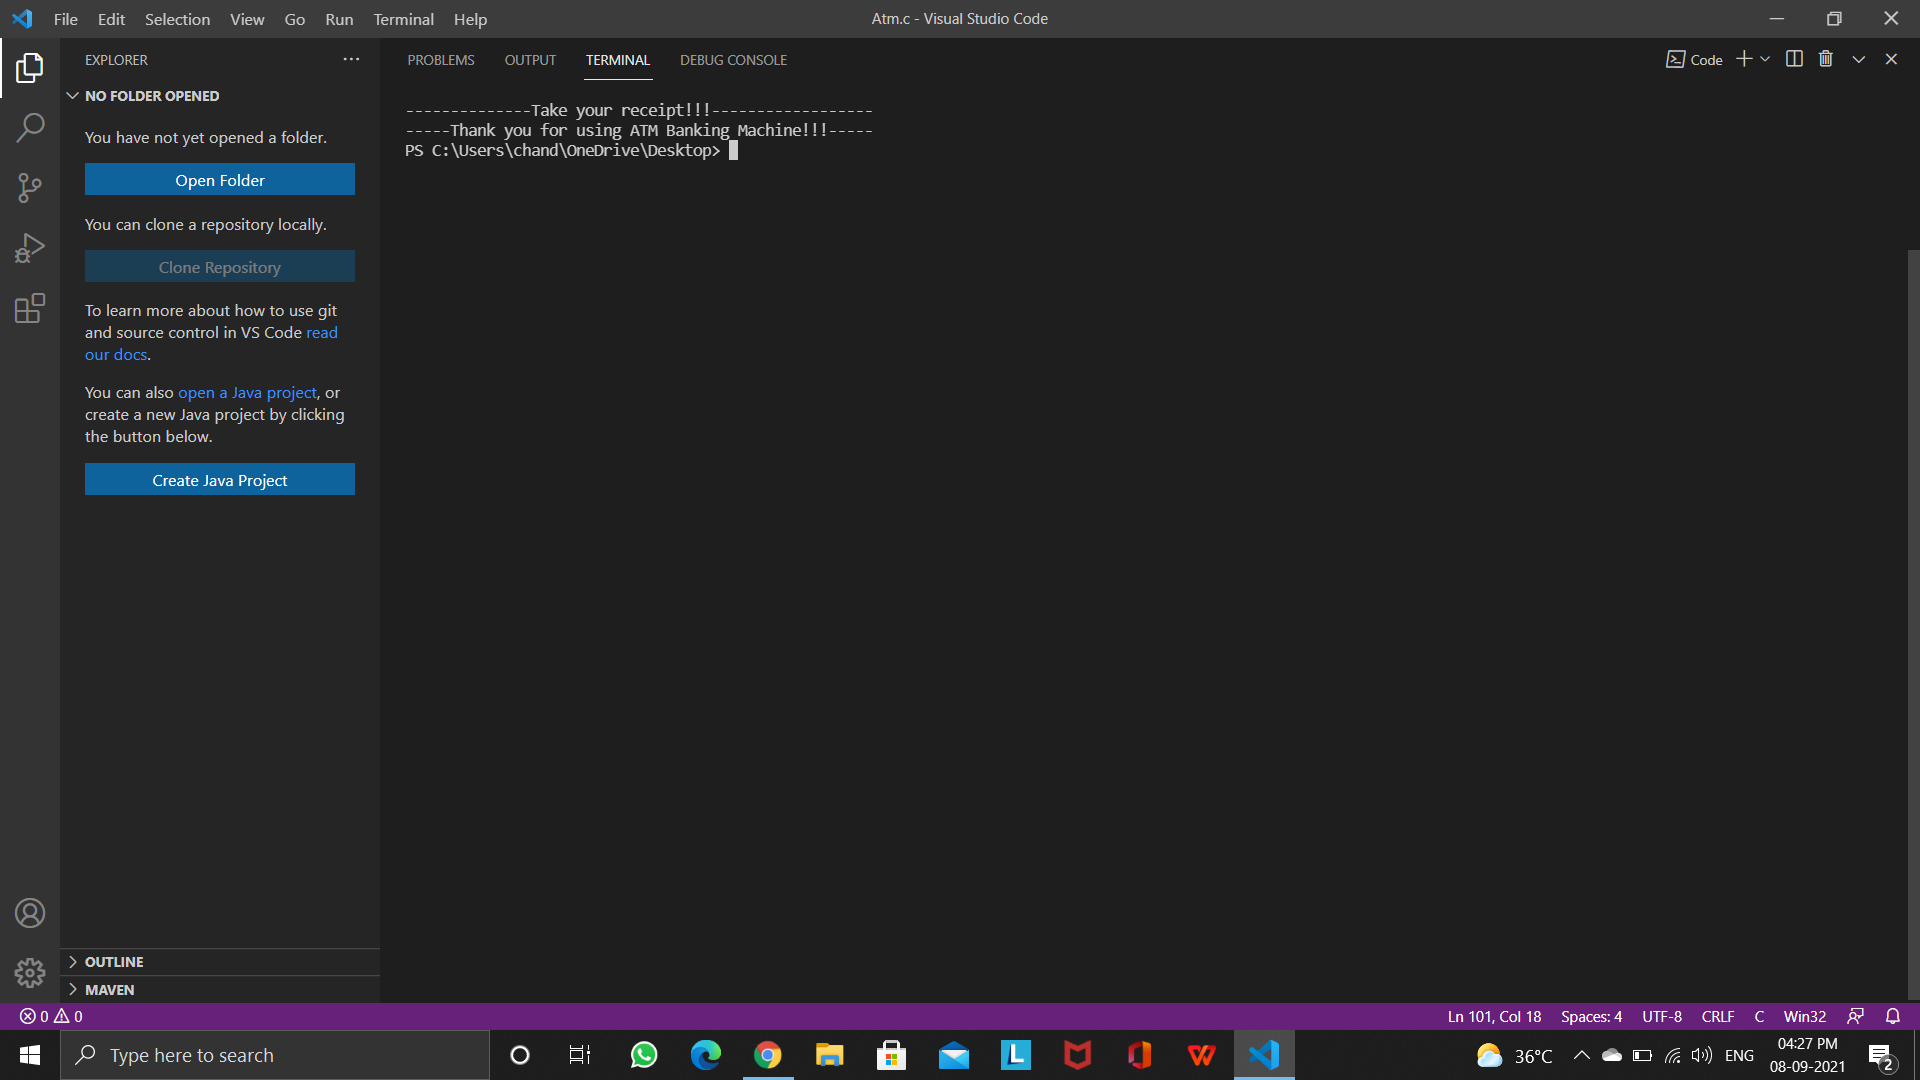 File Edit Selection View Go Run Terminal Help
Atm.c - Visual Studio Code
EXPLORER
NO FOLDER OPENED
You have not yet opened a folder.
Open Folder
You can clone a repository locally.
Clone Repository
To learn more about how to use git
and source control in VS Code read
our docs.
You can also open a Java project, or
create a new Java project by clicking
the button below.
Create Java Project
OUTLINE
MAVEN
PROBLEMS OUTPUT TERMINAL DEBUG CONSOLE
Code
--------------Take your receipt!!!------------------
-----Thank you for using ATM Banking Machine!!!-----
PS C:\Users\chand\OneDrive\Desktop>
0 0
Ln 101, Col 18 Spaces: 4 UTF-8 CRLF C Win32
Type here to search
L
W
36°C
ENG
04:27 PM
08-09-2021
2